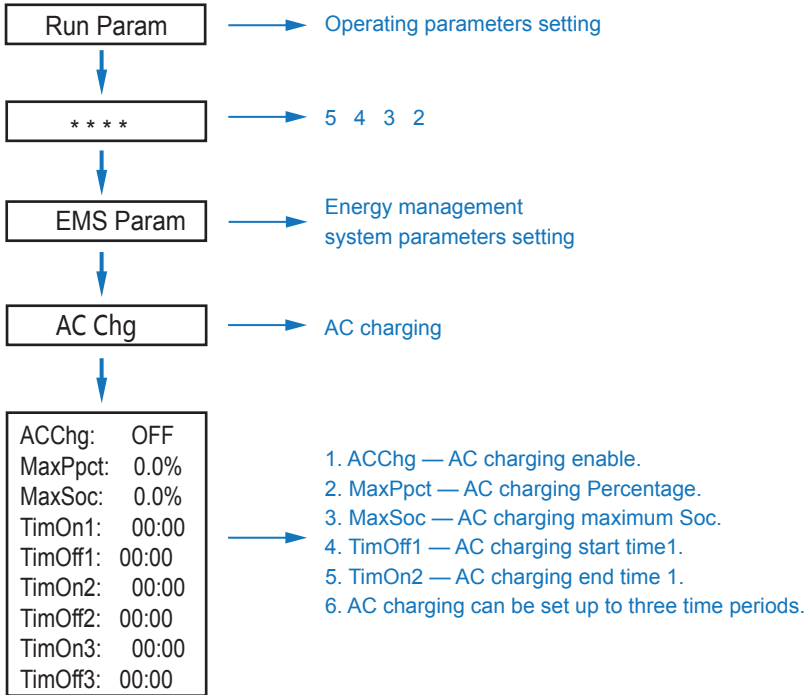 Run Param
Operating parameters setting
* * * *
5 4 3 2
EMS Param
Energy management
system parameters setting
AC Chg
AC charging
ACChg: OFF
MaxPpct: 0.0%
MaxSoc: 0.0%
TimOn1: 00:00
TimOff1: 00:00
TimOn2: 00:00
TimOff2: 00:00
TimOn3: 00:00
TimOff3: 00:00
1. ACChg — AC charging enable.
2. MaxPpct — AC charging Percentage.
3. MaxSoc — AC charging maximum Soc.
4. TimOff1 — AC charging start time1.
5. TimOn2 — AC charging end time 1.
6. AC charging can be set up to three time periods.